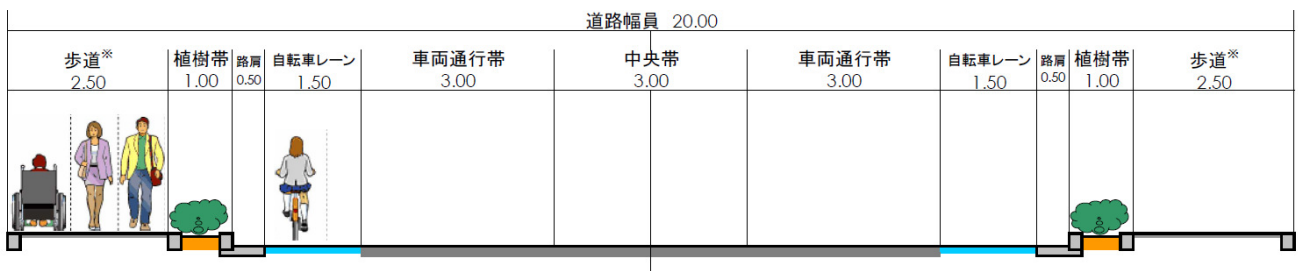 道路幅員 20.00
歩道※ 植樹帯 路肩 自転車レーン 車両通行帯 中央帯 車両通行帯 自転車レーン 路肩 植樹帯 歩道※
2.50 1.00 0.50 1.50 3.00 3.00 3.00 1.50 0.50 1.00 2.50